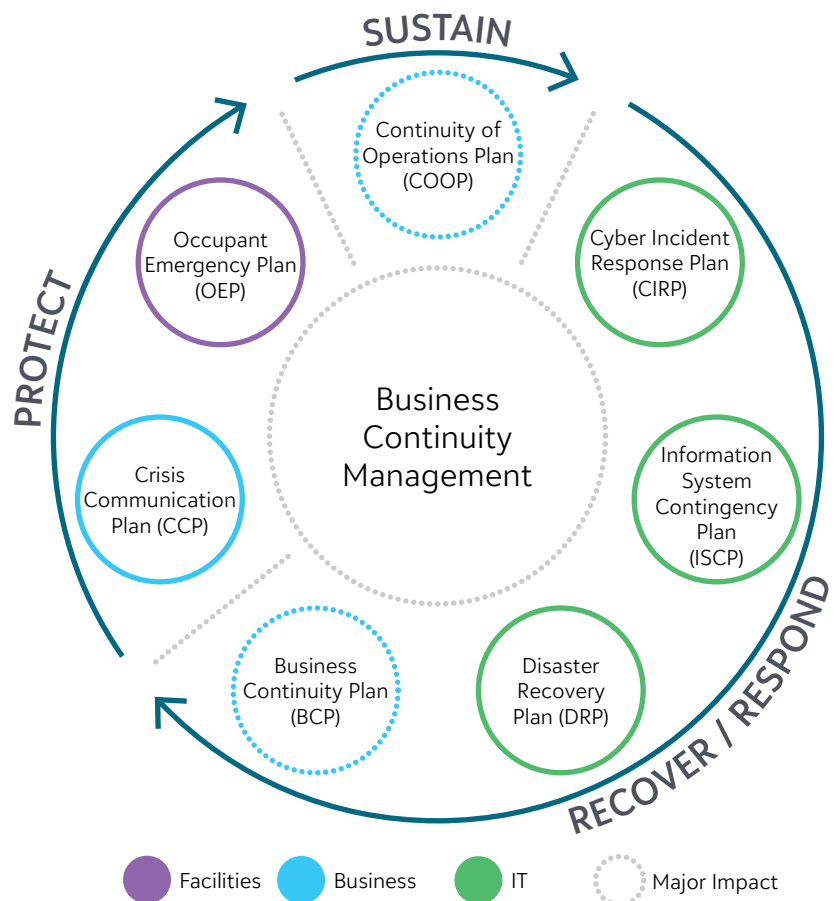 SUSTAIN
Continuity of
Operations Plan
(COOP)
Cyber Incident
Response Plan
(CIRP)
Occupant
Emergency Plan
(OEP)
PROTECT
Business
Continuity
Management
Information
System
Contingency
Plan
(ISCP)
Crisis
Communication
Plan (CCP)
Business
Continuity Plan
(BCP)
Disaster
Recovery
Plan (DRP)
RECOVER / RESPOND
Facilities
Business
IT
Major Impact